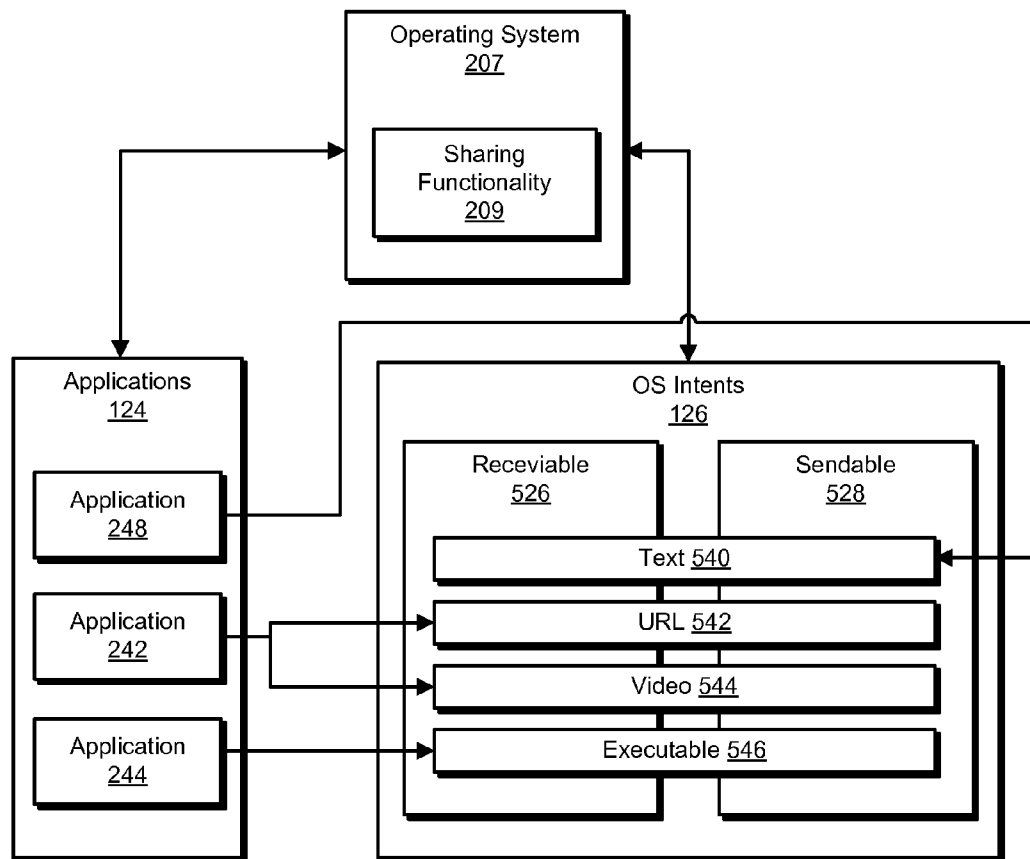 Operating System
207
Sharing
Functionality
209
Applications
124
Application
248
Application
242
Application
244
OS Intents
126
Receviable
526
Sendable
528
Text 540
URL 542
Video 544
Executable 546